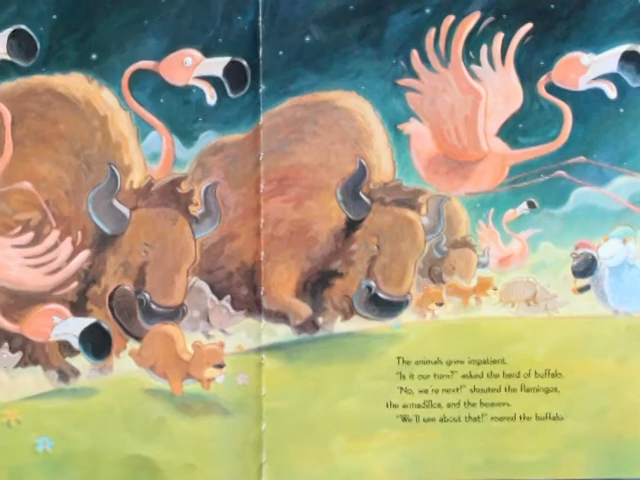 The animals grew impatient.
"Is it our turn?" asked the herd of buffalo.
"No, we're next!" shouted the flamingos,
the armadillos, and the beavers.
"We'll see about that!" roared the buffalo.